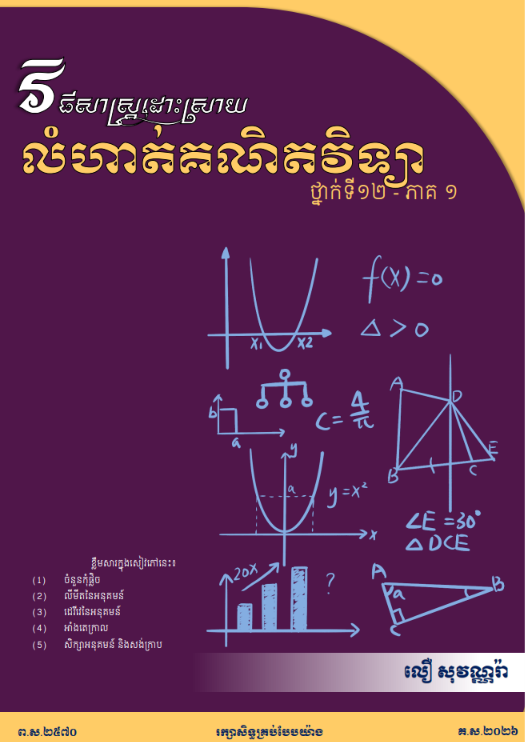 វិធីសាស្ត្រដោះស្រាយ
លំហាត់គណិតវិទ្យា
ថ្នាក់ទី១២ - ភាគ ១
f(x) = 0
Δ > 0
x₁ x₂
b
a
C = 4/π
A
D
B
C
E
y
a
y = x²
x
∠E = 30°
Δ DCE
20x
?
A
a
B
C
ខ្លឹមសារក្នុងសៀវភៅនេះ៖
(1) ចំនួនកុំផ្លិច
(2) លីមីតនៃអនុគមន៍
(3) ដេរីវេនៃអនុគមន៍
(4) អាំងតេក្រាល
(5) សិក្សាអនុគមន៍ និងសង់ក្រាប
លឿ សុវណ្ណរ៉ា
ព.ស.២៥៧០
រក្សាសិទ្ធគ្រប់បែបយ៉ាង
គ.ស.២០២៦